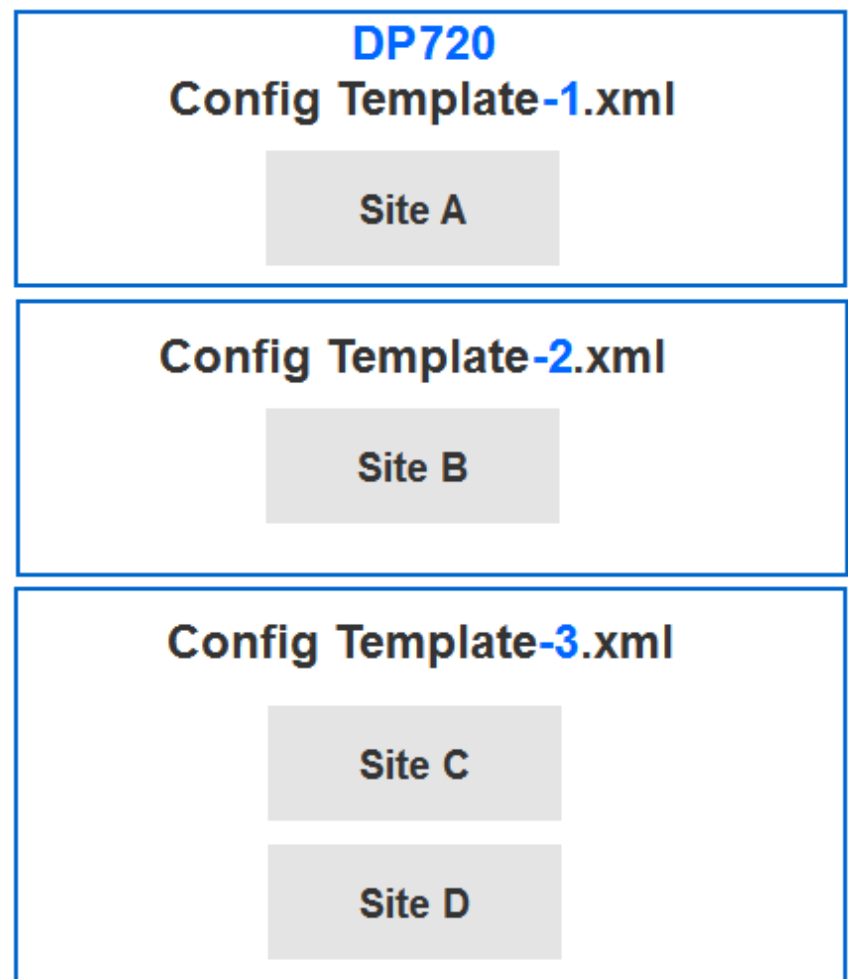 DP720
Config Template-1.xml
Site A
Config Template-2.xml
Site B
Config Template-3.xml
Site C
Site D